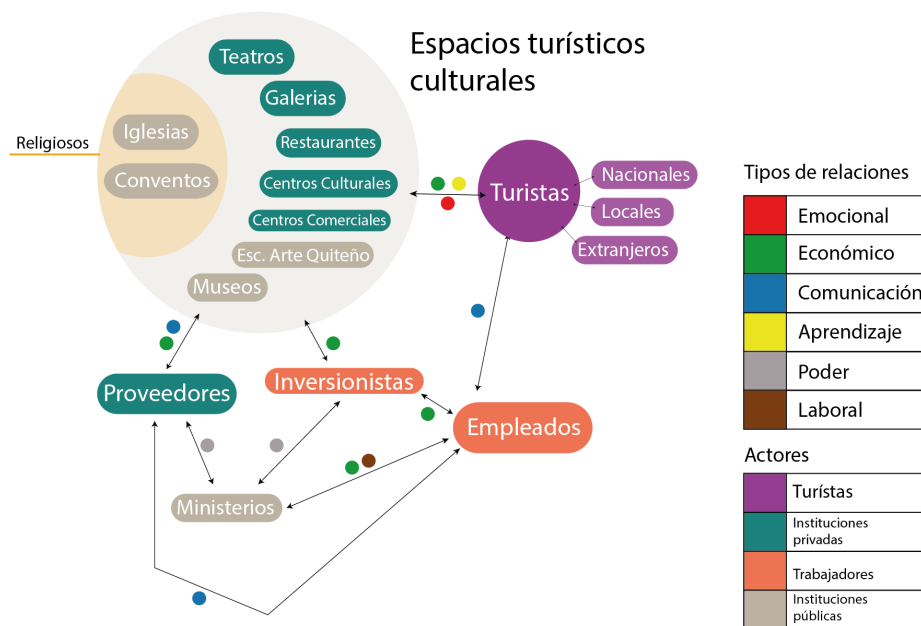 Espacios turísticos
culturales
Teatros
Galerias
Iglesias
Religiosos
Restaurantes
Conventos
Centros Culturales
Centros Comerciales
Esc. Arte Quiteño
Museos
Turistas
Nacionales
Locales
Extranjeros
Proveedores
Inversionistas
Empleados
Ministerios
Tipos de relaciones
Emocional
Económico
Comunicación
Aprendizaje
Poder
Laboral
Actores
Turístas
Instituciones
privadas
Trabajadores
Instituciones
públicas